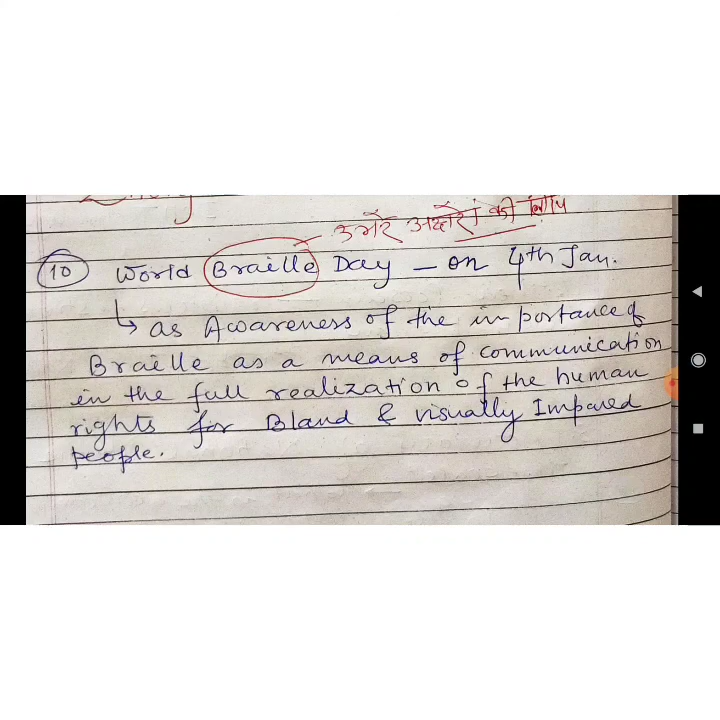 उभरे अक्षरों की लिपि
10 World Braille Day – on 4th Jan.
↳ as Awareness of the importance of
Braille as a means of communication
in the full realization of the human
rights for Bland & visually Impared
people.